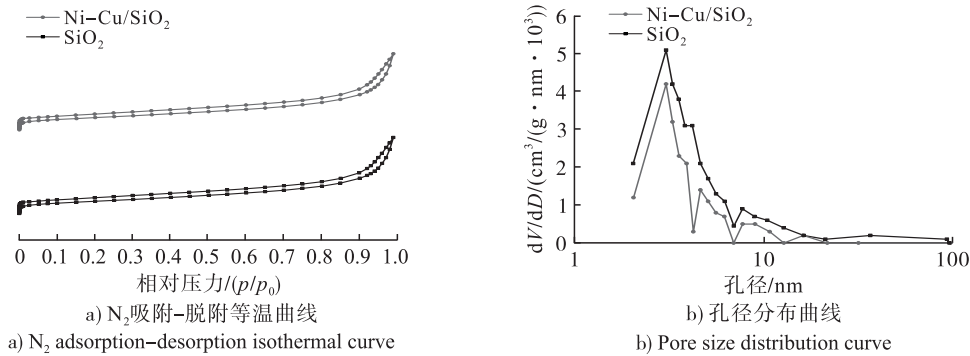 Ni–Cu/SiO₂
SiO₂
0 0.1 0.2 0.3 0.4 0.5 0.6 0.7 0.8 0.9 1.0
相对压力/(p/p₀)
a) N₂吸附–脱附等温曲线
a) N₂ adsorption–desorption isothermal curve
Ni–Cu/SiO₂
SiO₂
6
5
4
3
2
1
0
dV/dD/(cm³/(g · nm · 10³))
1 10 100
孔径/nm
b) 孔径分布曲线
b) Pore size distribution curve